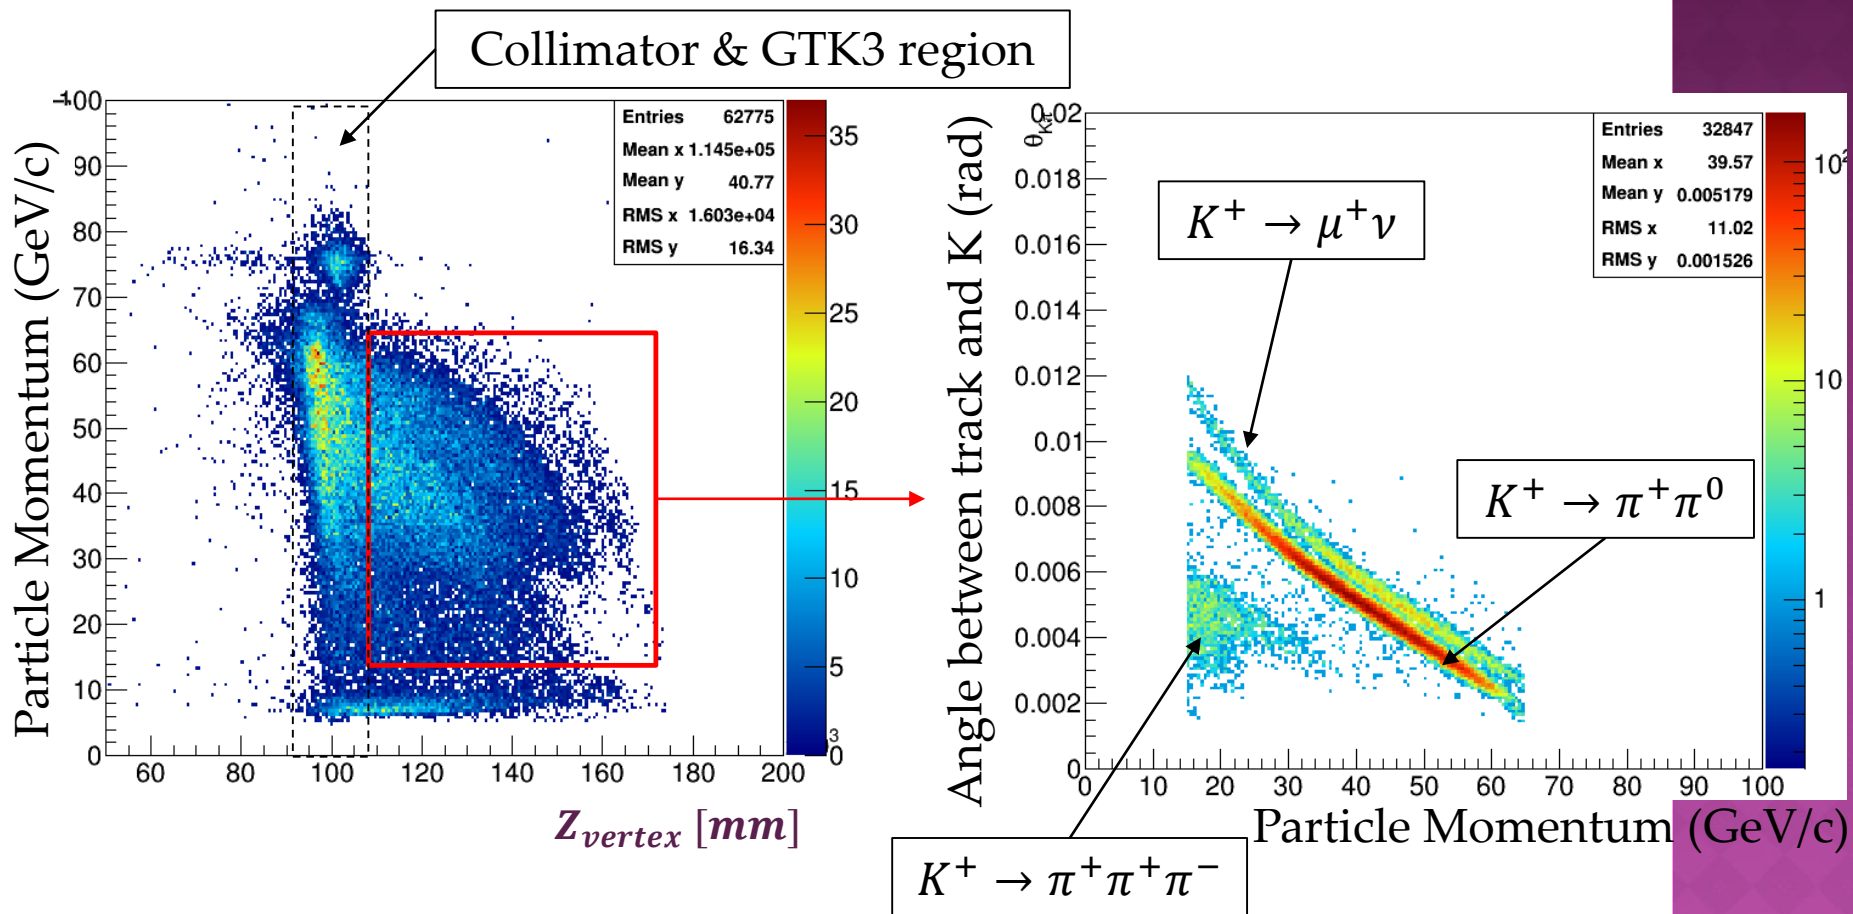 Collimator & GTK3 region
Particle Momentum (GeV/c)
100
90
80
70
60
50
40
30
20
10
0
60 80 100 120 140 160 180 200
Entries 62775
Mean x 1.145e+05
Mean y 40.77
RMS x 1.603e+04
RMS y 16.34
35
30
25
20
15
10
5
0
3
Z_vertex [mm]
Angle between track and K (rad)
0.02
0.018
0.016
0.014
0.012
0.01
0.008
0.006
0.004
0.002
0
Entries 32847
Mean x 39.57
Mean y 0.005179
RMS x 11.02
RMS y 0.001526
K⁺ → μ⁺ν
K⁺ → π⁺π⁰
10²
10
1
0 10 20 30 40 50 60 70 80 90 100
Particle Momentum (GeV/c)
K⁺ → π⁺π⁺π⁻